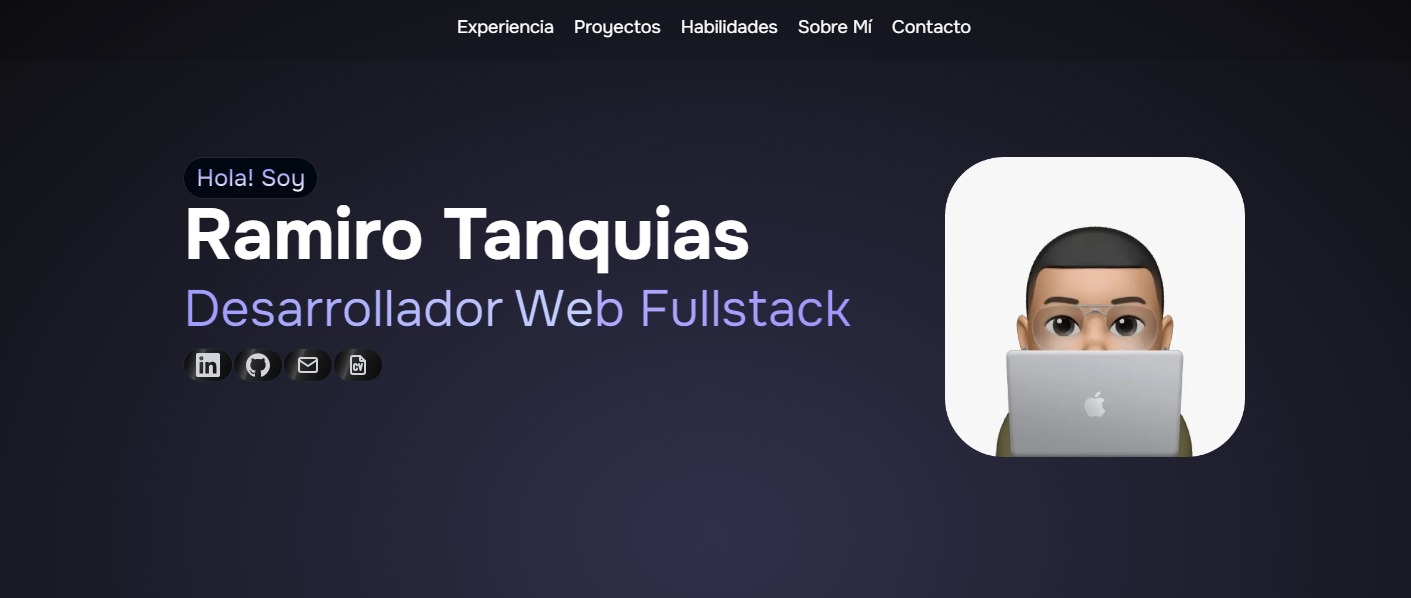 Experiencia Proyectos Habilidades Sobre Mí Contacto
Hola! Soy
Ramiro Tanquias
Desarrollador Web Fullstack
in
CV